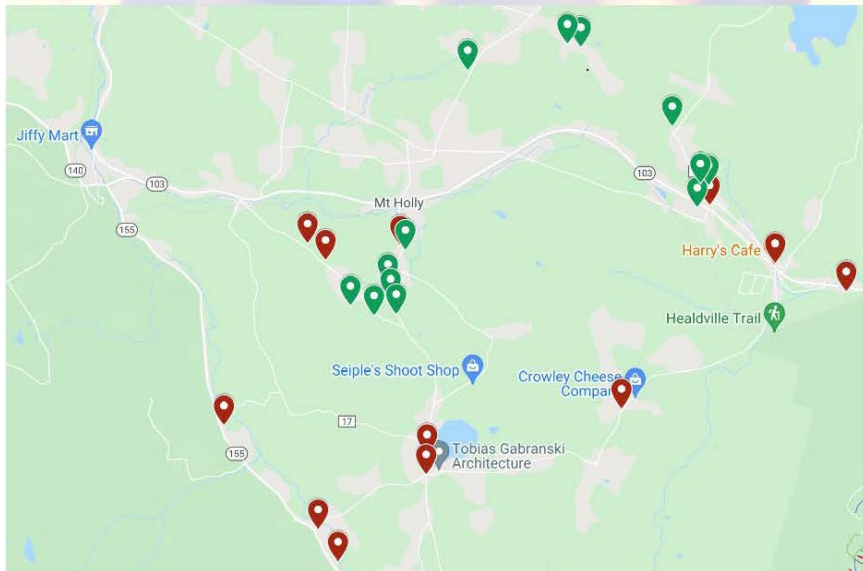 Jiffy Mart
140
103
155
Mt Holly
103
Harry's Cafe
Healdville Trail
Seiple's Shoot Shop
Crowley Cheese
Company
17
155
Tobias Gabranski
Architecture